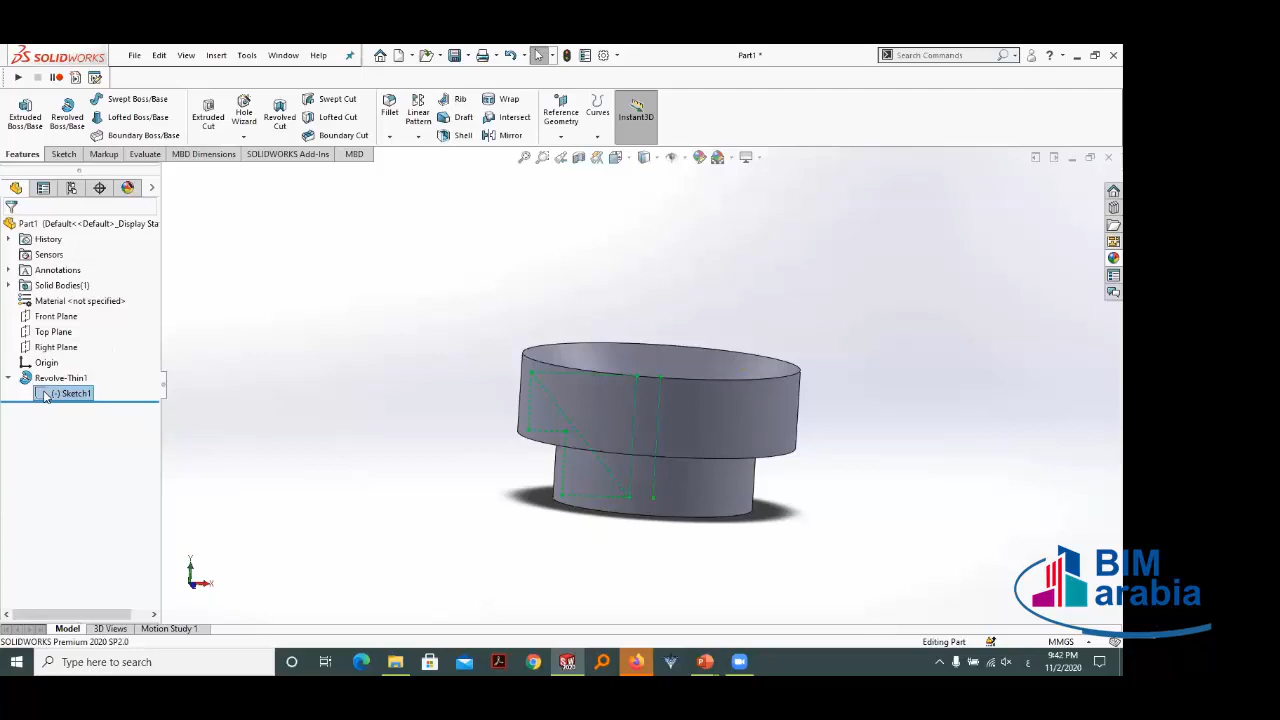 SOLIDWORKS
File Edit View Insert Tools Window Help
Part1 *
Search Commands
Extruded Boss/Base
Revolved Boss/Base
Swept Boss/Base
Lofted Boss/Base
Boundary Boss/Base
Extruded Cut
Hole Wizard
Revolved Cut
Swept Cut
Lofted Cut
Boundary Cut
Fillet
Linear Pattern
Rib
Draft
Shell
Wrap
Intersect
Mirror
Reference Geometry
Curves
Instant3D
Features Sketch Markup Evaluate MBD Dimensions SOLIDWORKS Add-Ins MBD
Part1 (Default<<Default>_Display Sta
History
Sensors
Annotations
Solid Bodies(1)
Material <not specified>
Front Plane
Top Plane
Right Plane
Origin
Revolve-Thin1
(-) Sketch1
Y
X
BIM
arabia
Model 3D Views Motion Study 1
SOLIDWORKS Premium 2020 SP2.0
Editing Part
MMGS
Type here to search
ع
9:42 PM
11/2/2020